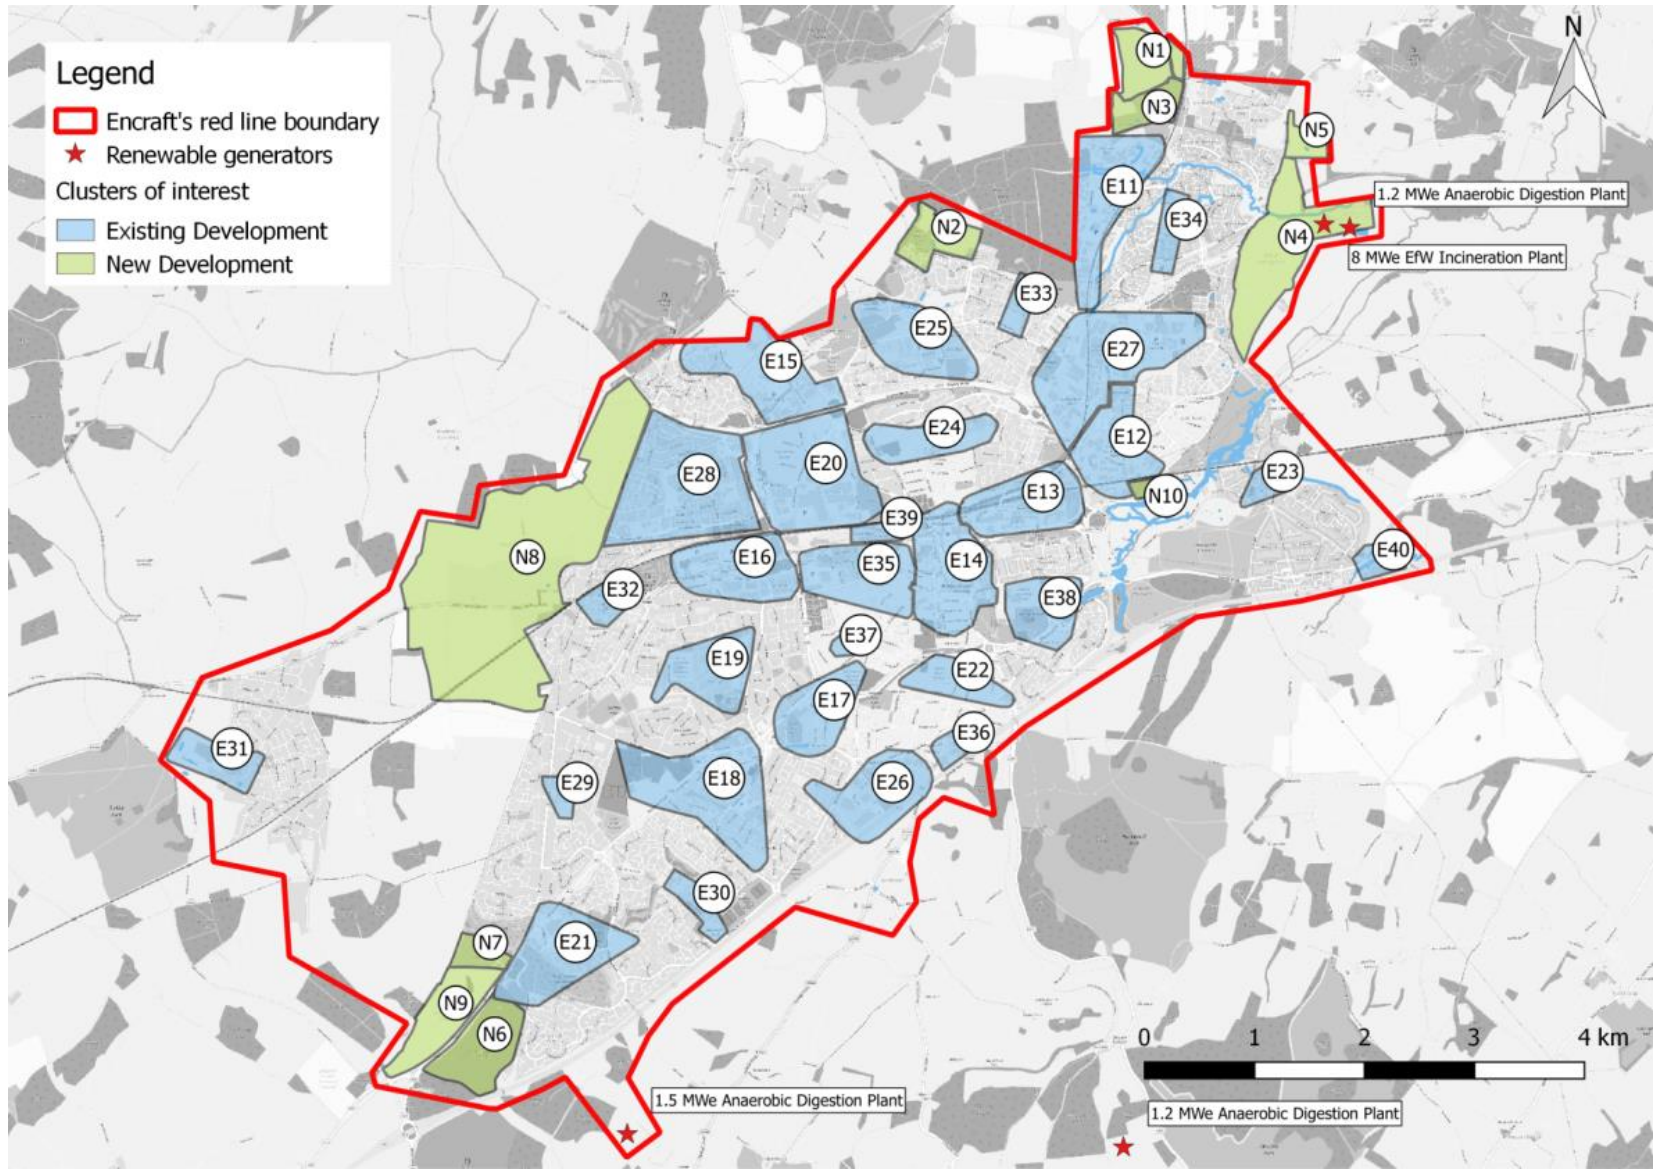 Legend
Encraft's red line boundary
Renewable generators
Clusters of interest
Existing Development
New Development
N
N1
N3
N5
E11
1.2 MWe Anaerobic Digestion Plant
E34
N2
N4
8 MWe EfW Incineration Plant
E33
E25
E27
E15
E24
E12
E20
E28
E23
E13
N10
E39
N8
E16
E35
E14
E40
E32
E38
E37
E19
E22
E17
E36
E31
E18
E29
E26
E30
N7
E21
N9
N6
0 1 2 3 4 km
1.5 MWe Anaerobic Digestion Plant
1.2 MWe Anaerobic Digestion Plant